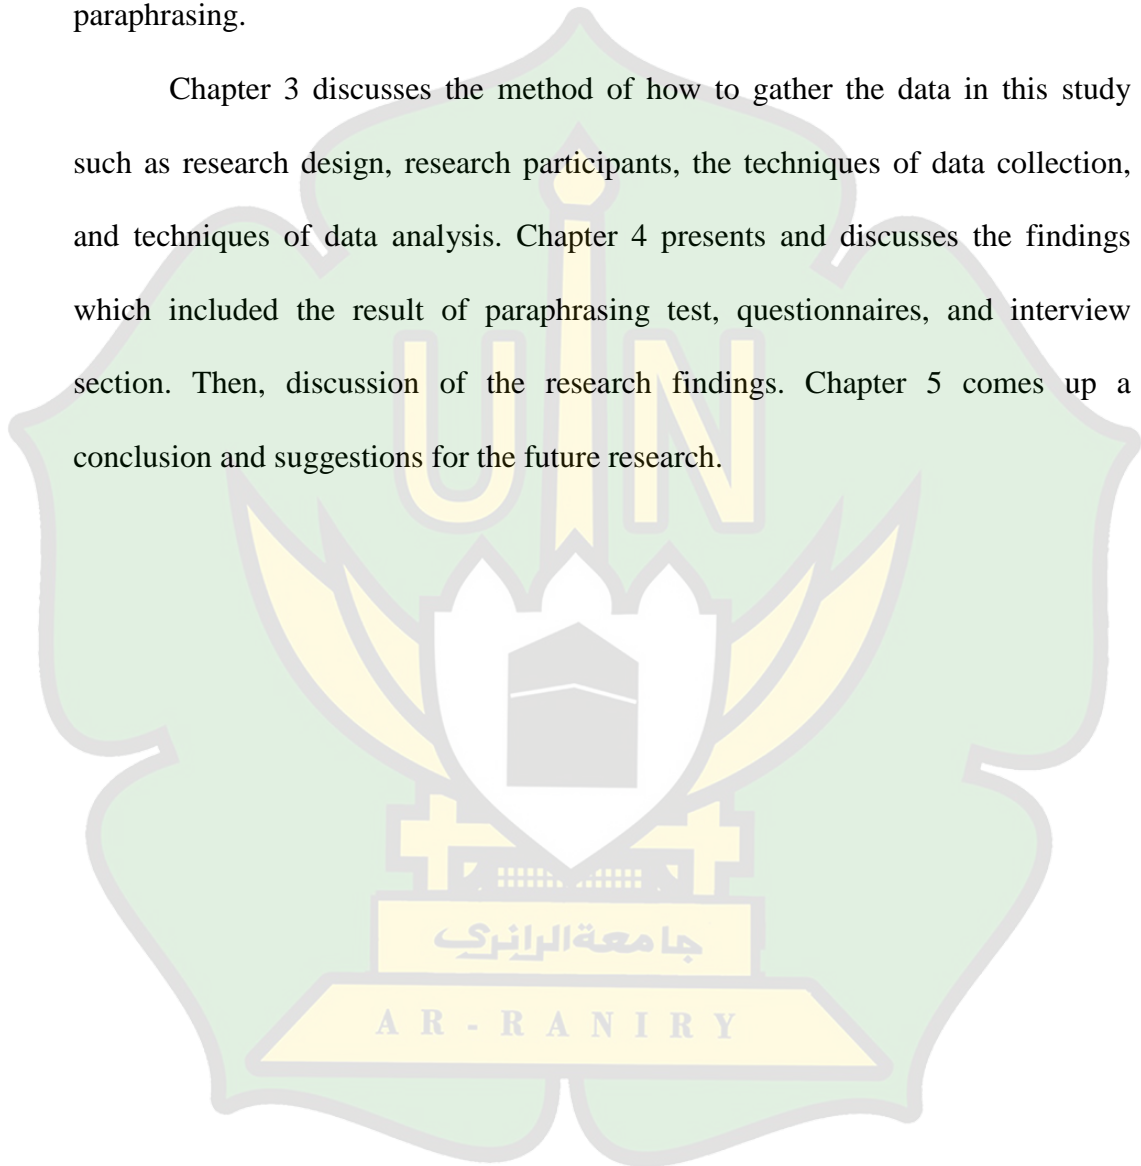 paraphrasing.
Chapter 3 discusses the method of how to gather the data in this study
such as research design, research participants, the techniques of data collection,
and techniques of data analysis. Chapter 4 presents and discusses the findings
which included the result of paraphrasing test, questionnaires, and interview
section. Then, discussion of the research findings. Chapter 5 comes up a
conclusion and suggestions for the future research.
UIN
جامعة الرانري
AR-RANIRY